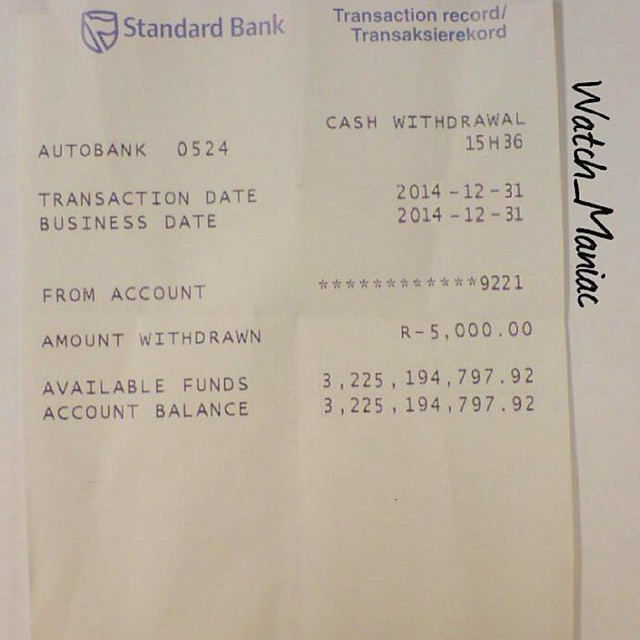 Standard Bank
Transaction record/
Transaksierekord
CASH WITHDRAWAL
AUTOBANK 0524 15H36
TRANSACTION DATE 2014-12-31
BUSINESS DATE 2014-12-31
FROM ACCOUNT ************9221
AMOUNT WITHDRAWN R-5,000.00
AVAILABLE FUNDS 3,225,194,797.92
ACCOUNT BALANCE 3,225,194,797.92
Watch_Maniac